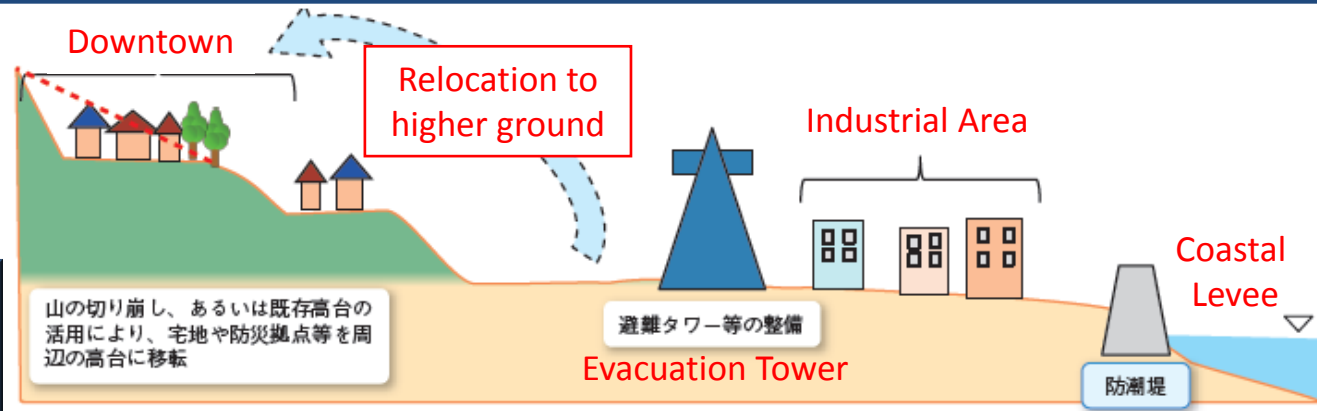 Downtown
Relocation to
higher ground
Industrial Area
Coastal
Levee
山の切り崩し、あるいは既存高台の
活用により、宅地や防災拠点等を周
辺の高台に移転
避難タワー等の整備
Evacuation Tower
防潮堤